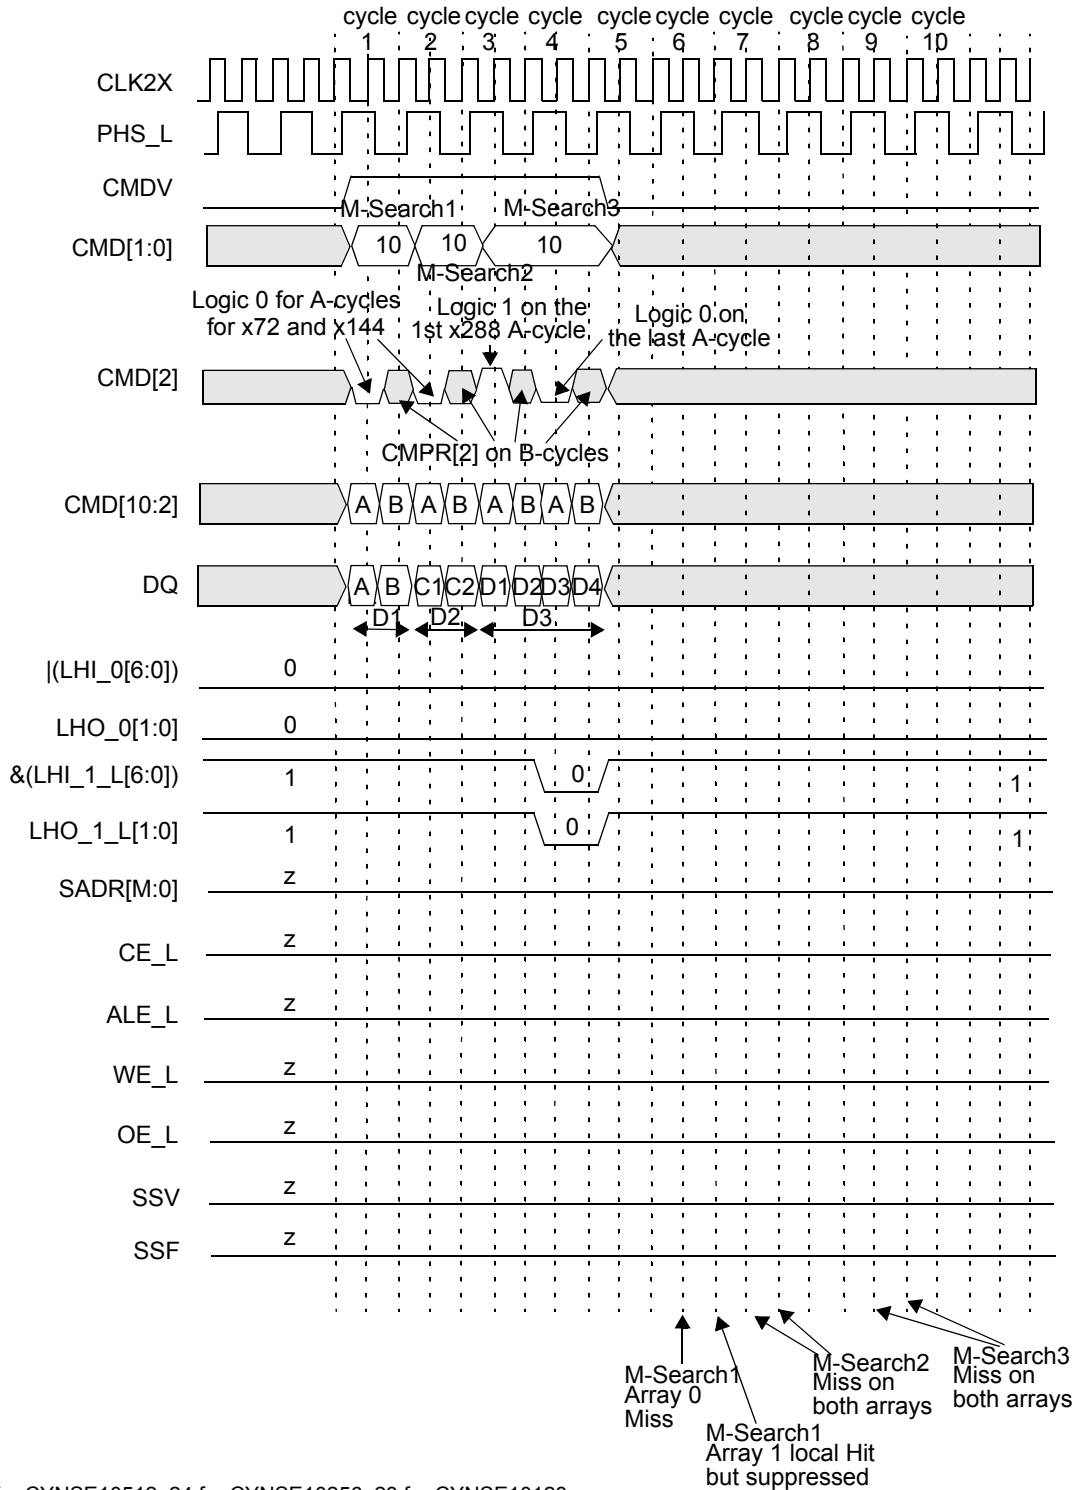 cycle cycle cycle cycle cycle cycle cycle cycle cycle cycle
1 2 3 4 5 6 7 8 9 10
CLK2X
PHS_L
CMDV
M-Search1 M-Search3
CMD[1:0] 10 10 10
M-Search2
Logic 0 for A-cycles
for x72 and x144
Logic 1 on the
1st x288 A-cycle
Logic 0 on
the last A-cycle
CMD[2]
CMPR[2] on B-cycles
CMD[10:2] A B A B A B A B
DQ A B C1 C2 D1 D2 D3 D4
D1 D2 D3
|(LHI_0[6:0]) 0
LHO_0[1:0] 0
&(LHI_1_L[6:0]) 1 0 1
LHO_1_L[1:0] 1 0 1
SADR[M:0] z
CE_L z
ALE_L z
WE_L z
OE_L z
SSV z
SSF z
M-Search1
Array 0
Miss
M-Search1
Array 1 local Hit
but suppressed
M-Search2
Miss on
both arrays
M-Search3
Miss on
both arrays